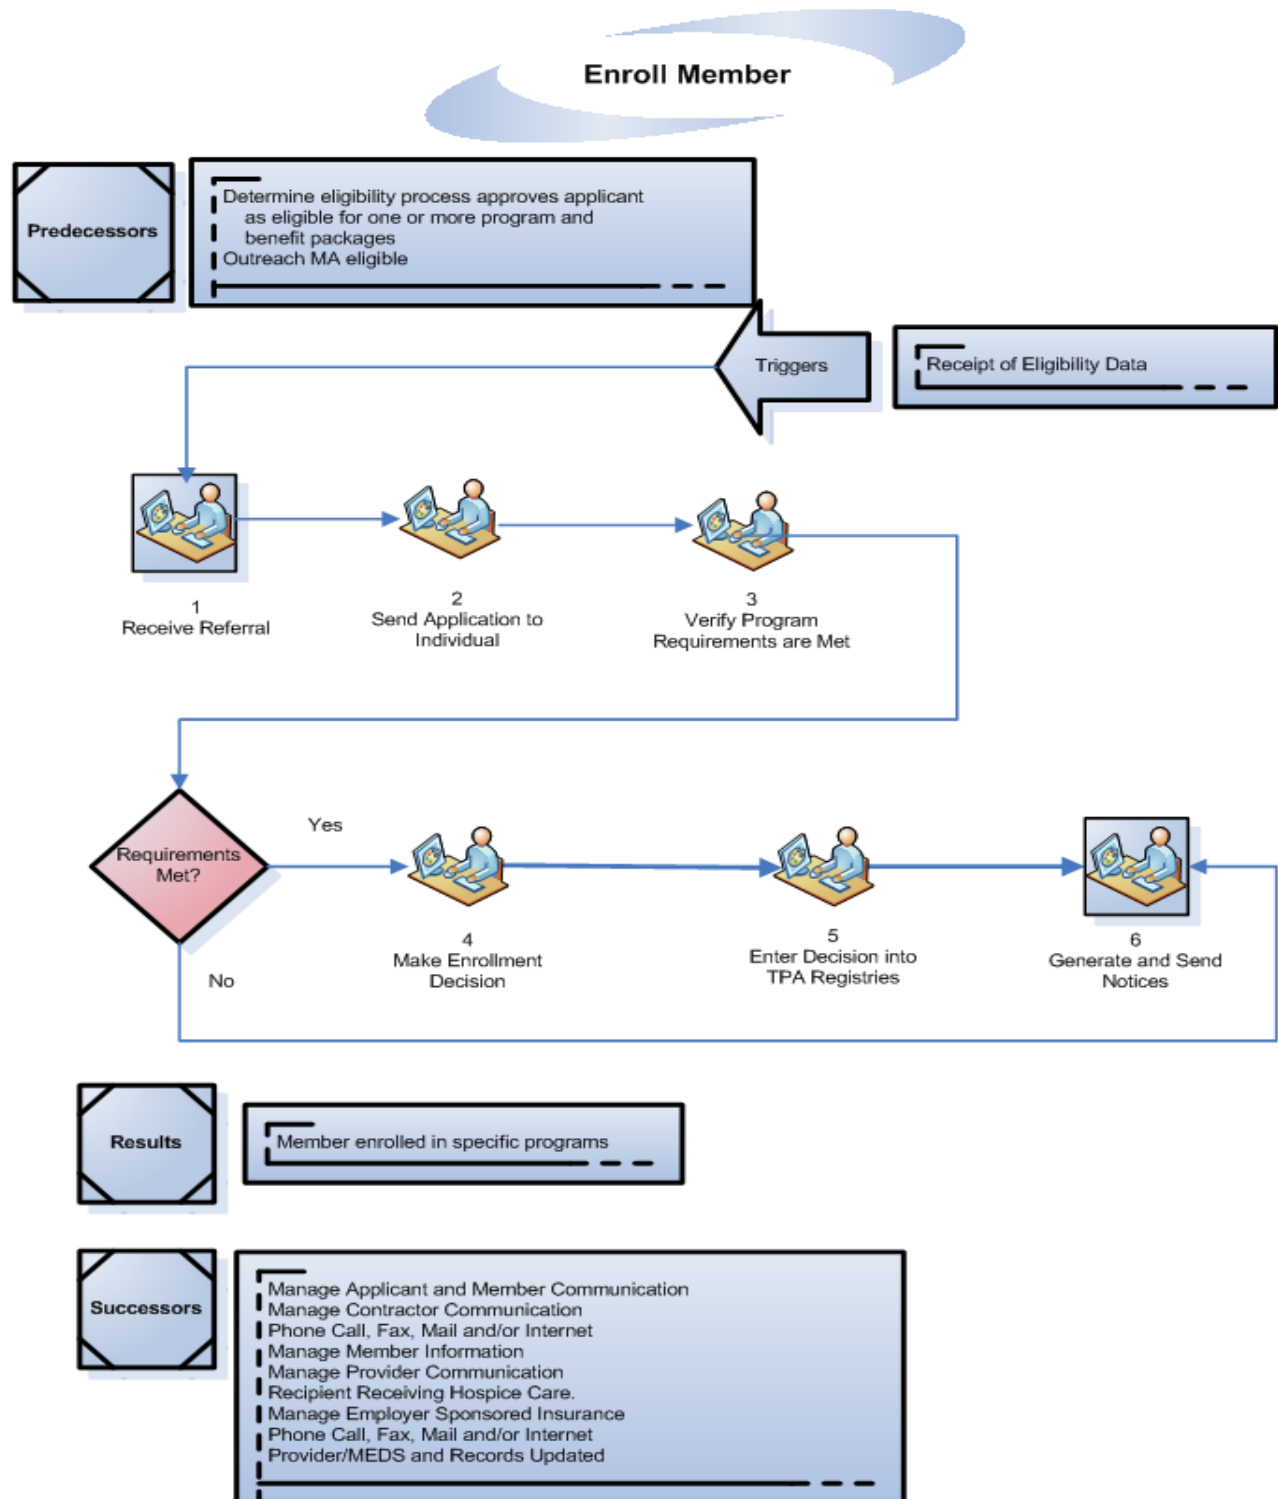 Enroll Member
Predecessors
Determine eligibility process approves applicant
as eligible for one or more program and
benefit packages
Outreach MA eligible
Triggers
Receipt of Eligibility Data
1
Receive Referral
2
Send Application to
Individual
3
Verify Program
Requirements are Met
Requirements
Met?
Yes
No
4
Make Enrollment
Decision
5
Enter Decision into
TPA Registries
6
Generate and Send
Notices
Results
Member enrolled in specific programs
Successors
Manage Applicant and Member Communication
Manage Contractor Communication
Phone Call, Fax, Mail and/or Internet
Manage Member Information
Manage Provider Communication
Recipient Receiving Hospice Care.
Manage Employer Sponsored Insurance
Phone Call, Fax, Mail and/or Internet
Provider/MEDS and Records Updated